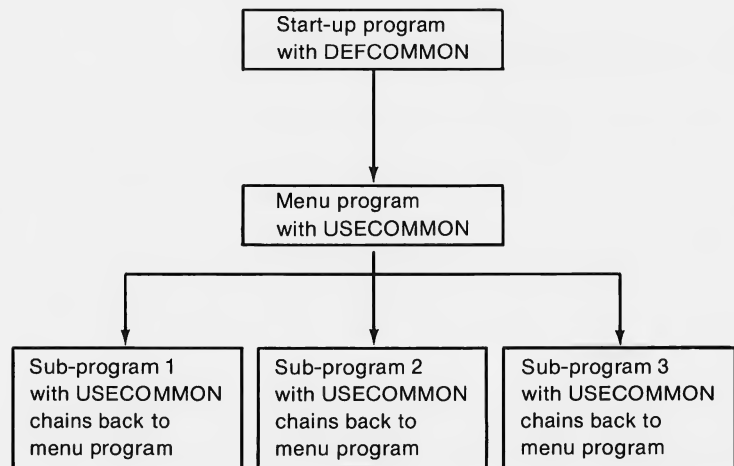 Start-up program
with DEFCOMMON
Menu program
with USECOMMON
Sub-program 1
with USECOMMON
chains back to
menu program
Sub-program 2
with USECOMMON
chains back to
menu program
Sub-program 3
with USECOMMON
chains back to
menu program